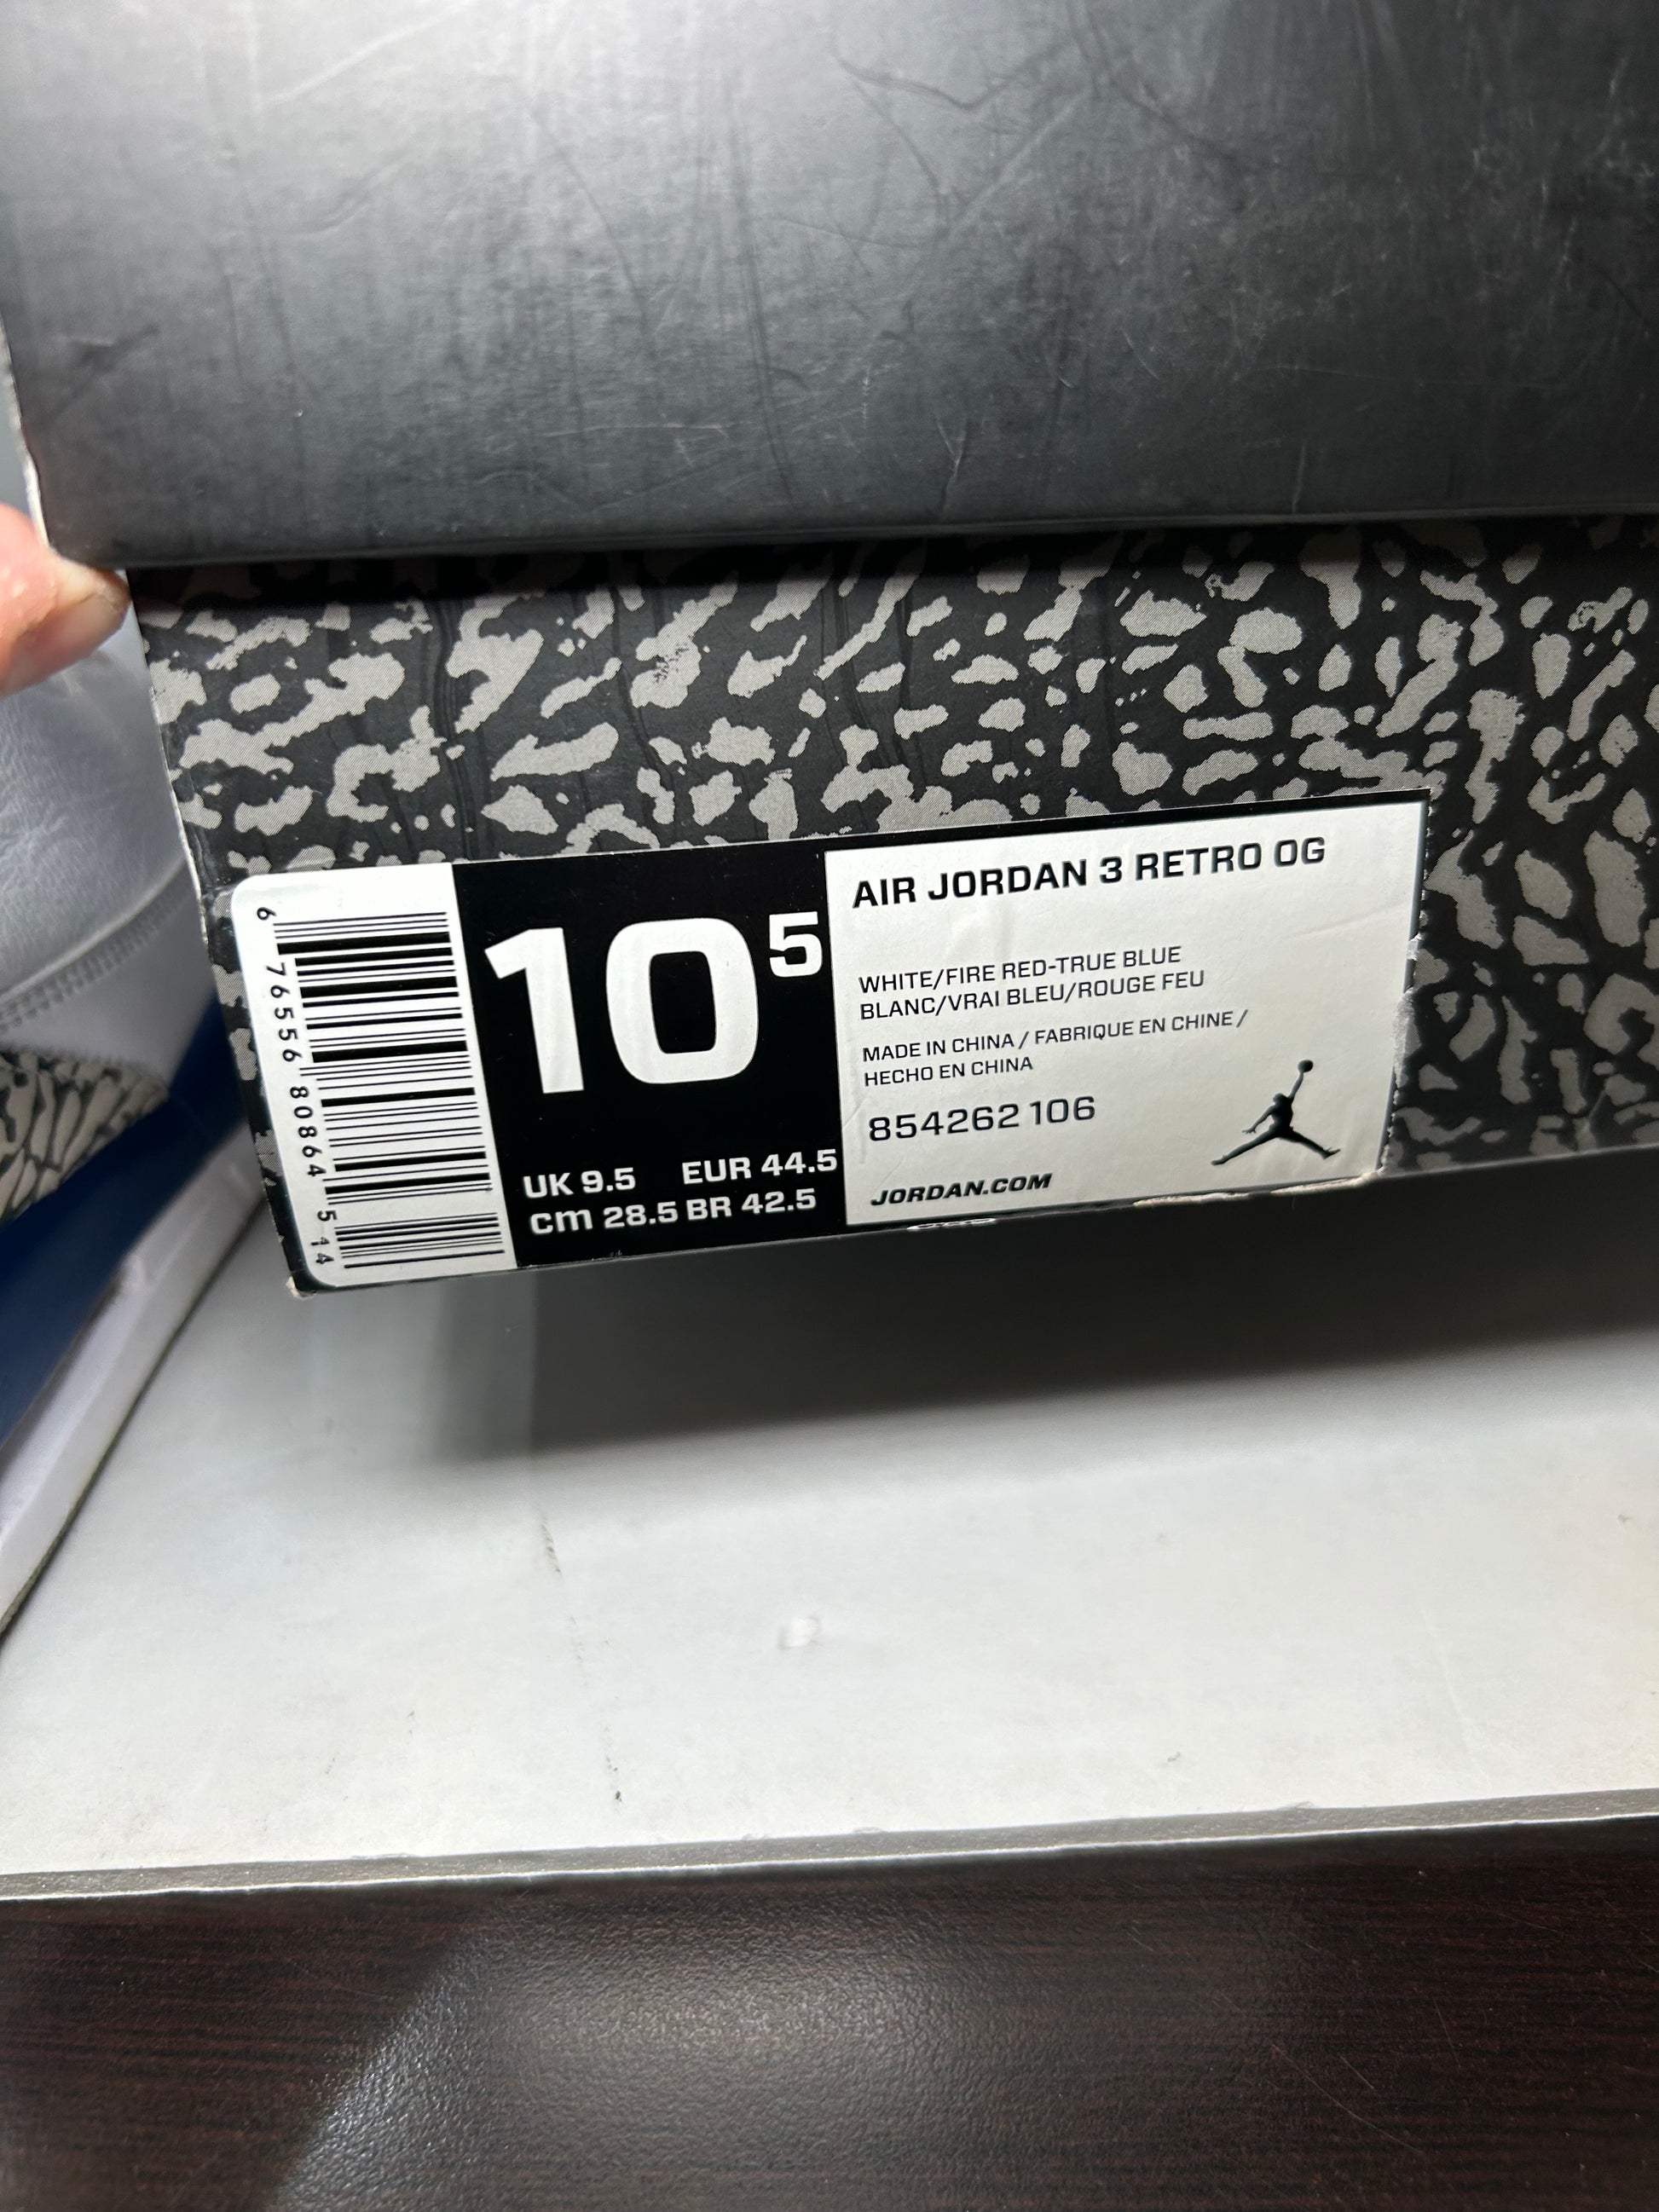 6 76556 80864 5 14
10 5
UK 9.5 EUR 44.5
cm 28.5 BR 42.5
AIR JORDAN 3 RETRO OG
WHITE/FIRE RED-TRUE BLUE
BLANC/VRAI BLEU/ROUGE FEU
MADE IN CHINA / FABRIQUE EN CHINE /
HECHO EN CHINA
854262 106
JORDAN.COM